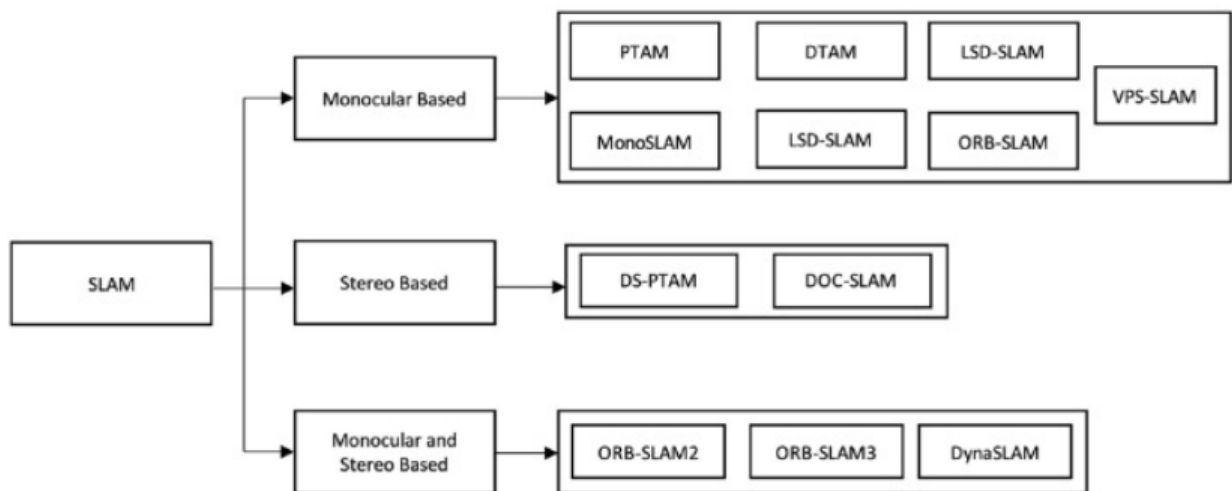 PTAM
DTAM
LSD-SLAM
VPS-SLAM
Monocular Based
MonoSLAM
LSD-SLAM
ORB-SLAM
SLAM
Stereo Based
DS-PTAM
DOC-SLAM
Monocular and
Stereo Based
ORB-SLAM2
ORB-SLAM3
DynaSLAM